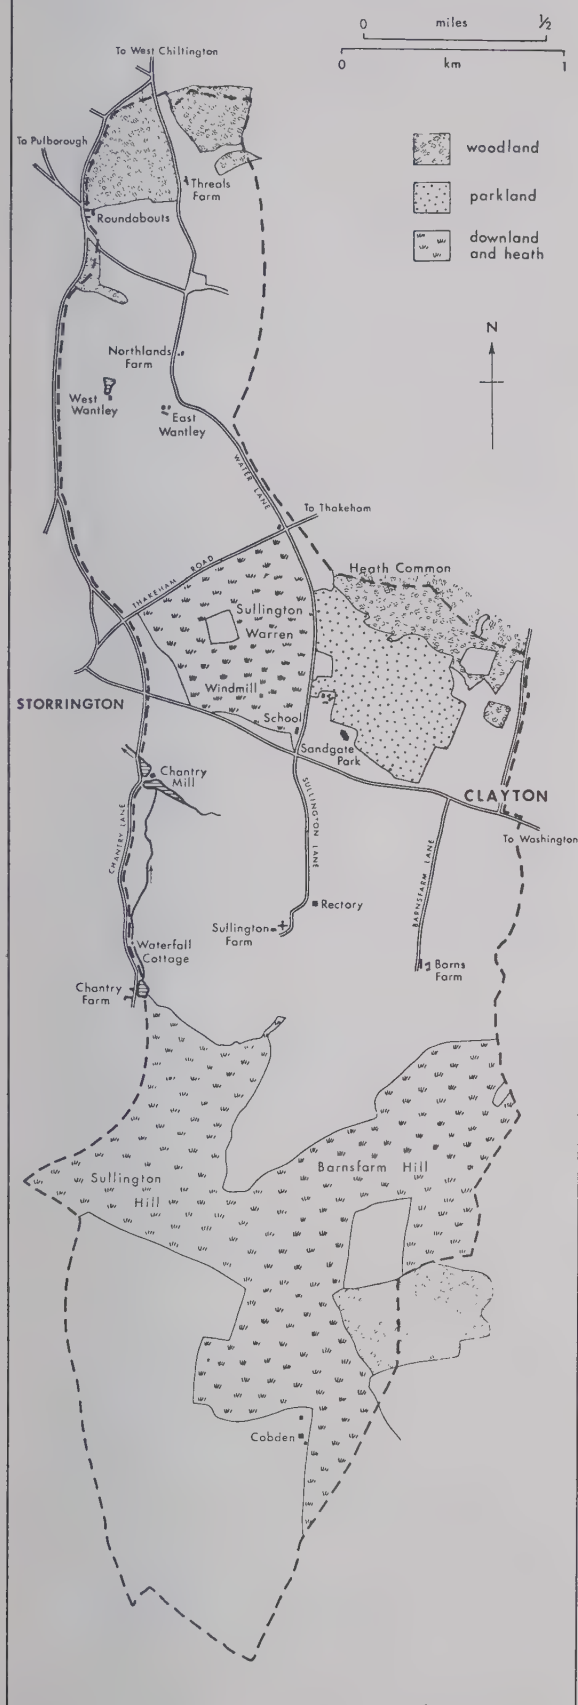 0 miles ½
0 km 1
To West Chiltington
woodland
To Pulborough
Threals
Farm
parkland
Roundabouts
downland
and heath
N
Northlands
Farm
West
Wantley
East
Wantley
WATER LANE
To Thakeham
THAKEHAM ROAD
Heath Common
Sullington
Warren
Windmill
STORRINGTON
School
Sandgate
Park
Chantry
Mill
CLAYTON
To Washington
CHANTRY LANE
SULLINGTON LANE
BARNSFARM LANE
Rectory
Sullington
Farm
Waterfall
Cottage
Barns
Farm
Chantry
Farm
Sullington
Hill
Barnsfarm Hill
Cobden